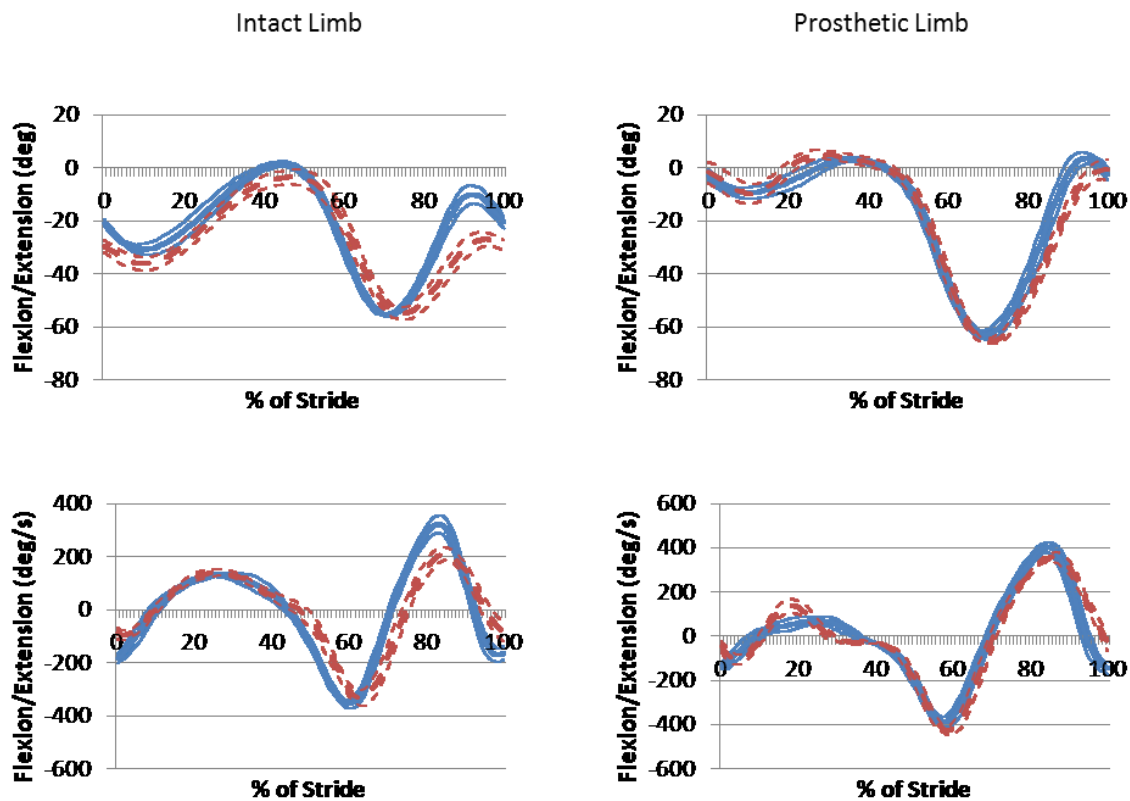 Intact Limb
Prosthetic Limb
Flexion/Extension (deg)
20
0
-20
-40
-60
-80
0 20 40 60 80 100
% of Stride
Flexion/Extension (deg)
20
0
-20
-40
-60
-80
0 20 40 60 80 100
% of Stride
Flexion/Extension (deg/s)
400
200
0
-200
-400
-600
0 20 40 60 80 100
% of Stride
Flexion/Extension (deg/s)
600
400
200
0
-200
-400
-600
0 20 40 60 80 100
% of Stride